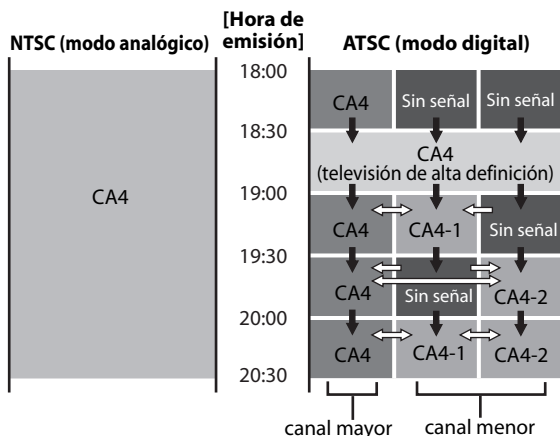 NTSC (modo analógico)
[Hora de
emisión]
ATSC (modo digital)
18:00
CA4 Sin señal Sin señal
18:30
CA4
(televisión de alta definición)
CA4
19:00
CA4 CA4-1 Sin señal
19:30
CA4 Sin señal CA4-2
20:00
CA4 CA4-1 CA4-2
20:30
canal mayor canal menor